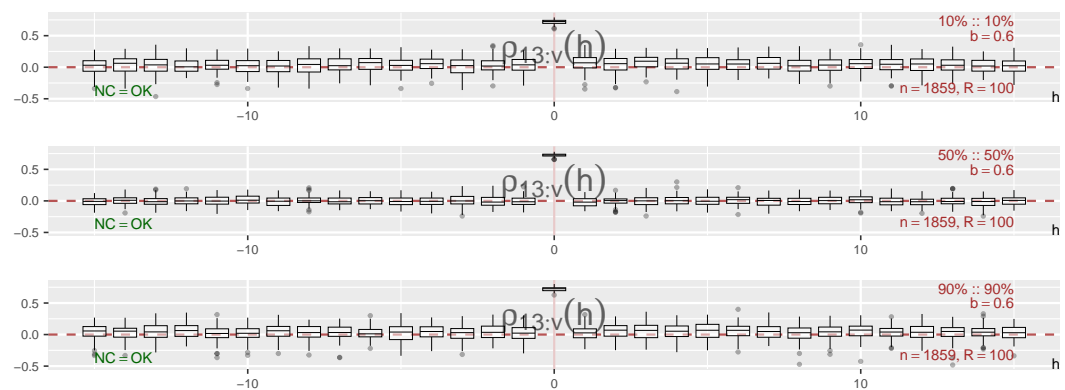 10% :: 10%
b = 0.6
ρ13:v(h)
0.5
0.0
−0.5
NC = OK
n = 1859, R = 100
h
−10
0
10
50% :: 50%
b = 0.6
ρ13:v(h)
0.5
0.0
−0.5
NC = OK
n = 1859, R = 100
h
−10
0
10
90% :: 90%
b = 0.6
ρ13:v(h)
0.5
0.0
−0.5
NC = OK
n = 1859, R = 100
h
−10
0
10